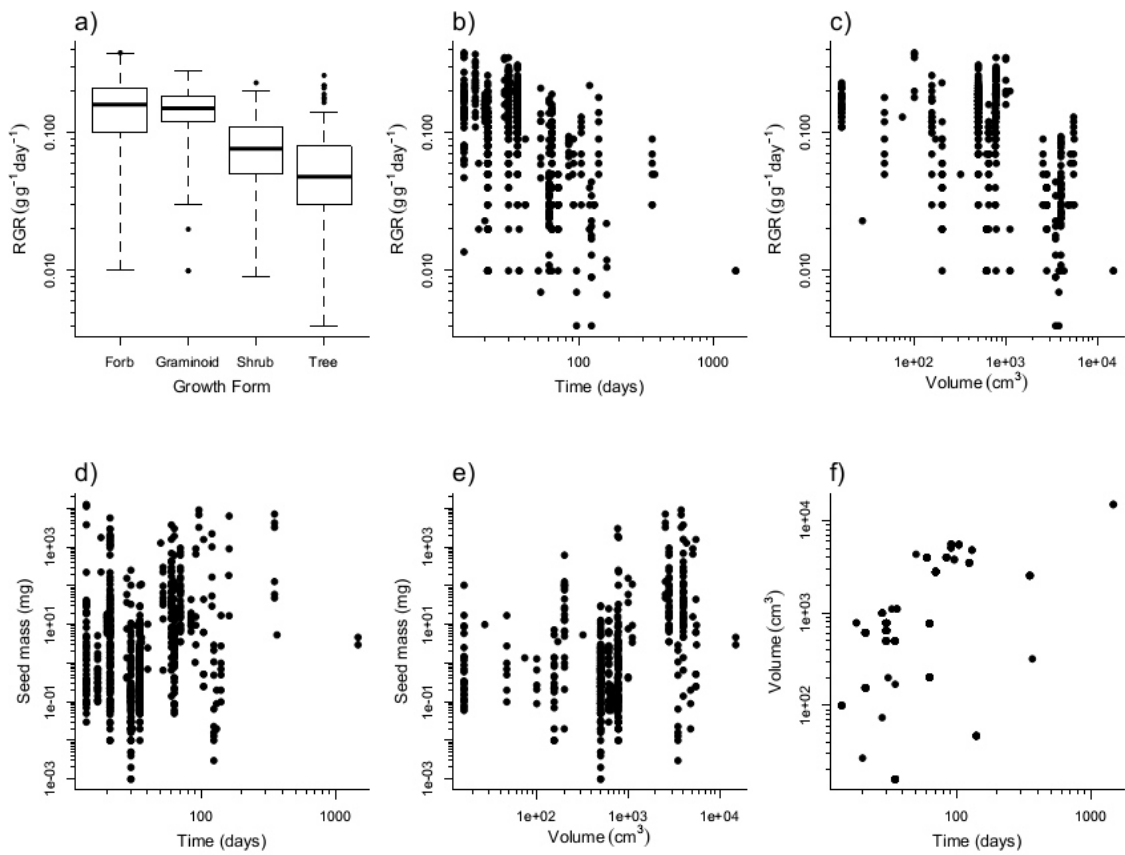 a)
RGR (g g⁻¹ day⁻¹)
0.100
0.010
Forb Graminoid Shrub Tree
Growth Form
b)
RGR (g g⁻¹ day⁻¹)
0.100
0.010
100 1000
Time (days)
c)
RGR (g g⁻¹ day⁻¹)
0.100
0.010
1e+02 1e+03 1e+04
Volume (cm³)
d)
Seed mass (mg)
1e+03
1e+01
1e-01
1e-03
100 1000
Time (days)
e)
Seed mass (mg)
1e+03
1e+01
1e-01
1e-03
1e+02 1e+03 1e+04
Volume (cm³)
f)
Volume (cm³)
1e+04
1e+03
1e+02
100 1000
Time (days)